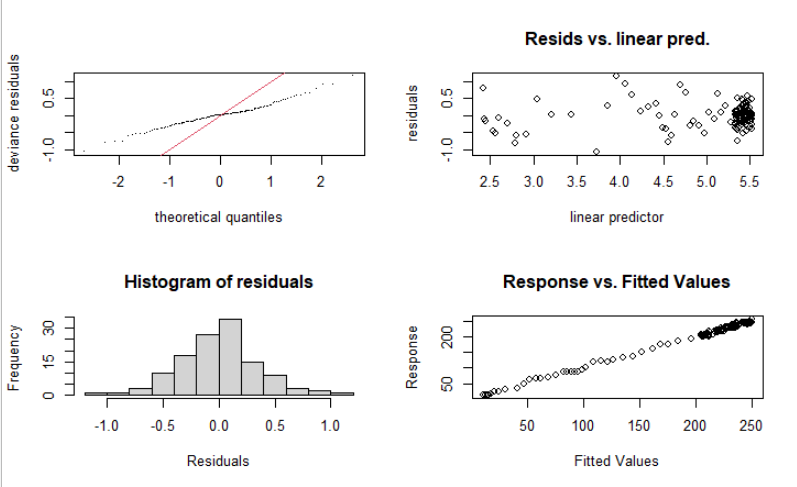 deviance residuals
0.5
-1.0
-2
-1
0
1
2
theoretical quantiles
Resids vs. linear pred.
residuals
0.5
-1.0
2.5
3.0
3.5
4.0
4.5
5.0
5.5
linear predictor
Histogram of residuals
Frequency
30
15
0
-1.0
-0.5
0.0
0.5
1.0
Residuals
Response vs. Fitted Values
Response
200
50
50
100
150
200
250
Fitted Values